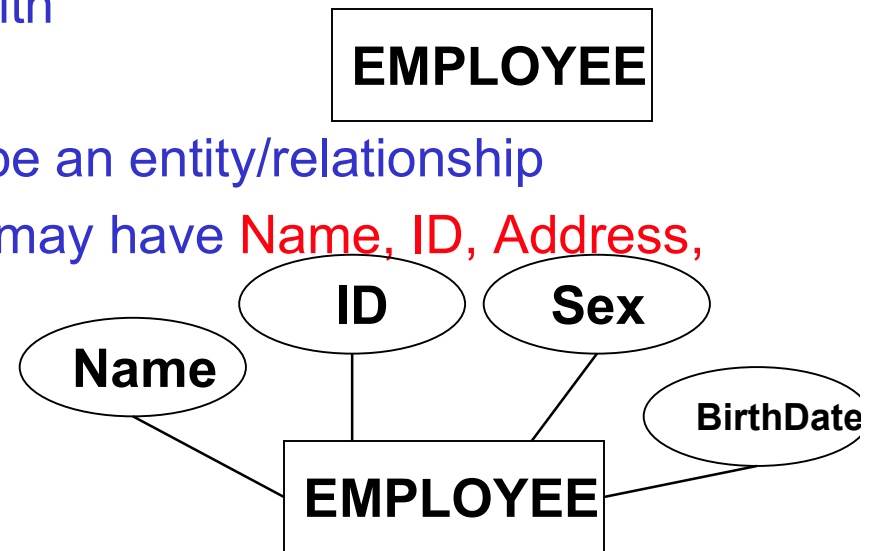 ith
EMPLOYEE
be an entity/relationship
may have Name, ID, Address,
ID Sex
Name
BirthDate
EMPLOYEE